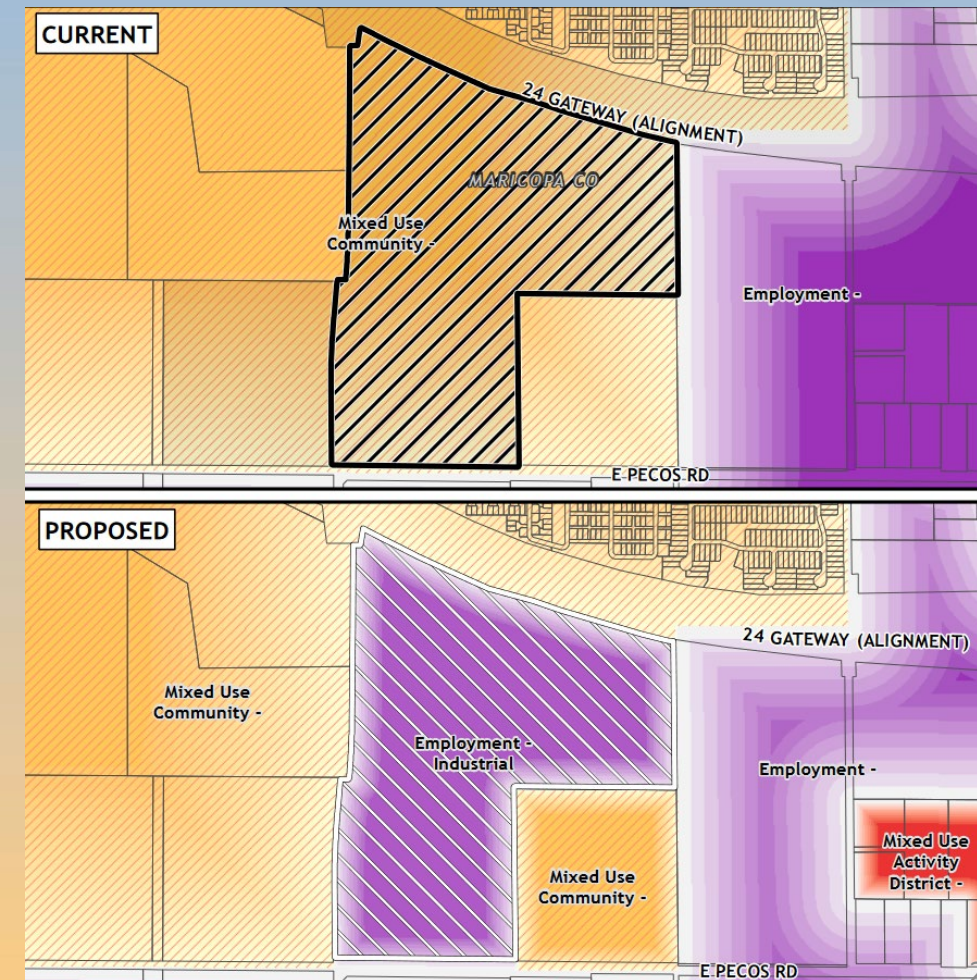 CURRENT
24 GATEWAY (ALIGNMENT)
MARICOPA CO
Mixed Use
Community -
Employment -
E PECOS RD
PROPOSED
24 GATEWAY (ALIGNMENT)
Mixed Use
Community -
Employment -
Industrial
Employment -
Mixed Use
Activity
District -
Mixed Use
Community -
E PECOS RD